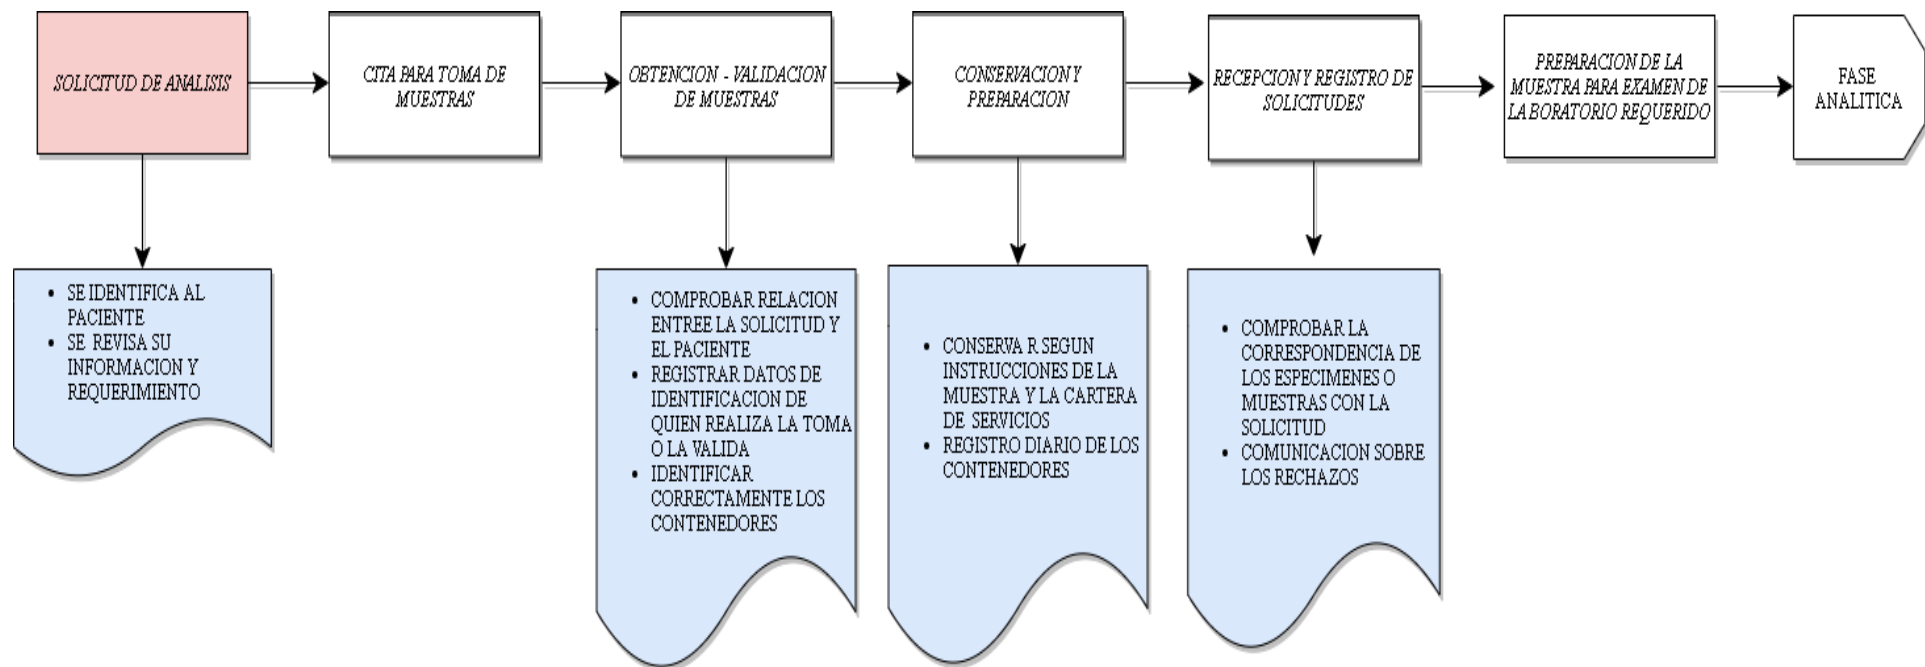 SOLICITUD DE ANALISIS
CITA PARA TOMA DE
MUESTRAS
OBTENCION - VALIDACION
DE MUESTRAS
CONSERVACION Y
PREPARACION
RECEPCION Y REGISTRO DE
SOLICITUDES
PREPARACION DE LA
MUESTRA PARA EXAMEN DE
LA BORATORIO REQUERIDO
FASE
ANALITICA
• SE IDENTIFICA AL
PACIENTE
• SE REVISA SU
INFORMACION Y
REQUERIMIENTO
• COMPROBAR RELACION
ENTREE LA SOLICITUD Y
EL PACIENTE
• REGISTRAR DATOS DE
IDENTIFICACION DE
QUIEN REALIZA LA TOMA
O LA VALIDA
• IDENTIFICAR
CORRECTAMENTE LOS
CONTENEDORES
• CONSERVA R SEGUN
INSTRUCCIONES DE LA
MUESTRA Y LA CARTERA
DE SERVICIOS
• REGISTRO DIARIO DE LOS
CONTENEDORES
• COMPROBAR LA
CORRESPONDENCIA DE
LOS ESPECIMENES O
MUESTRAS CON LA
SOLICITUD
• COMUNICACION SOBRE
LOS RECHAZOS